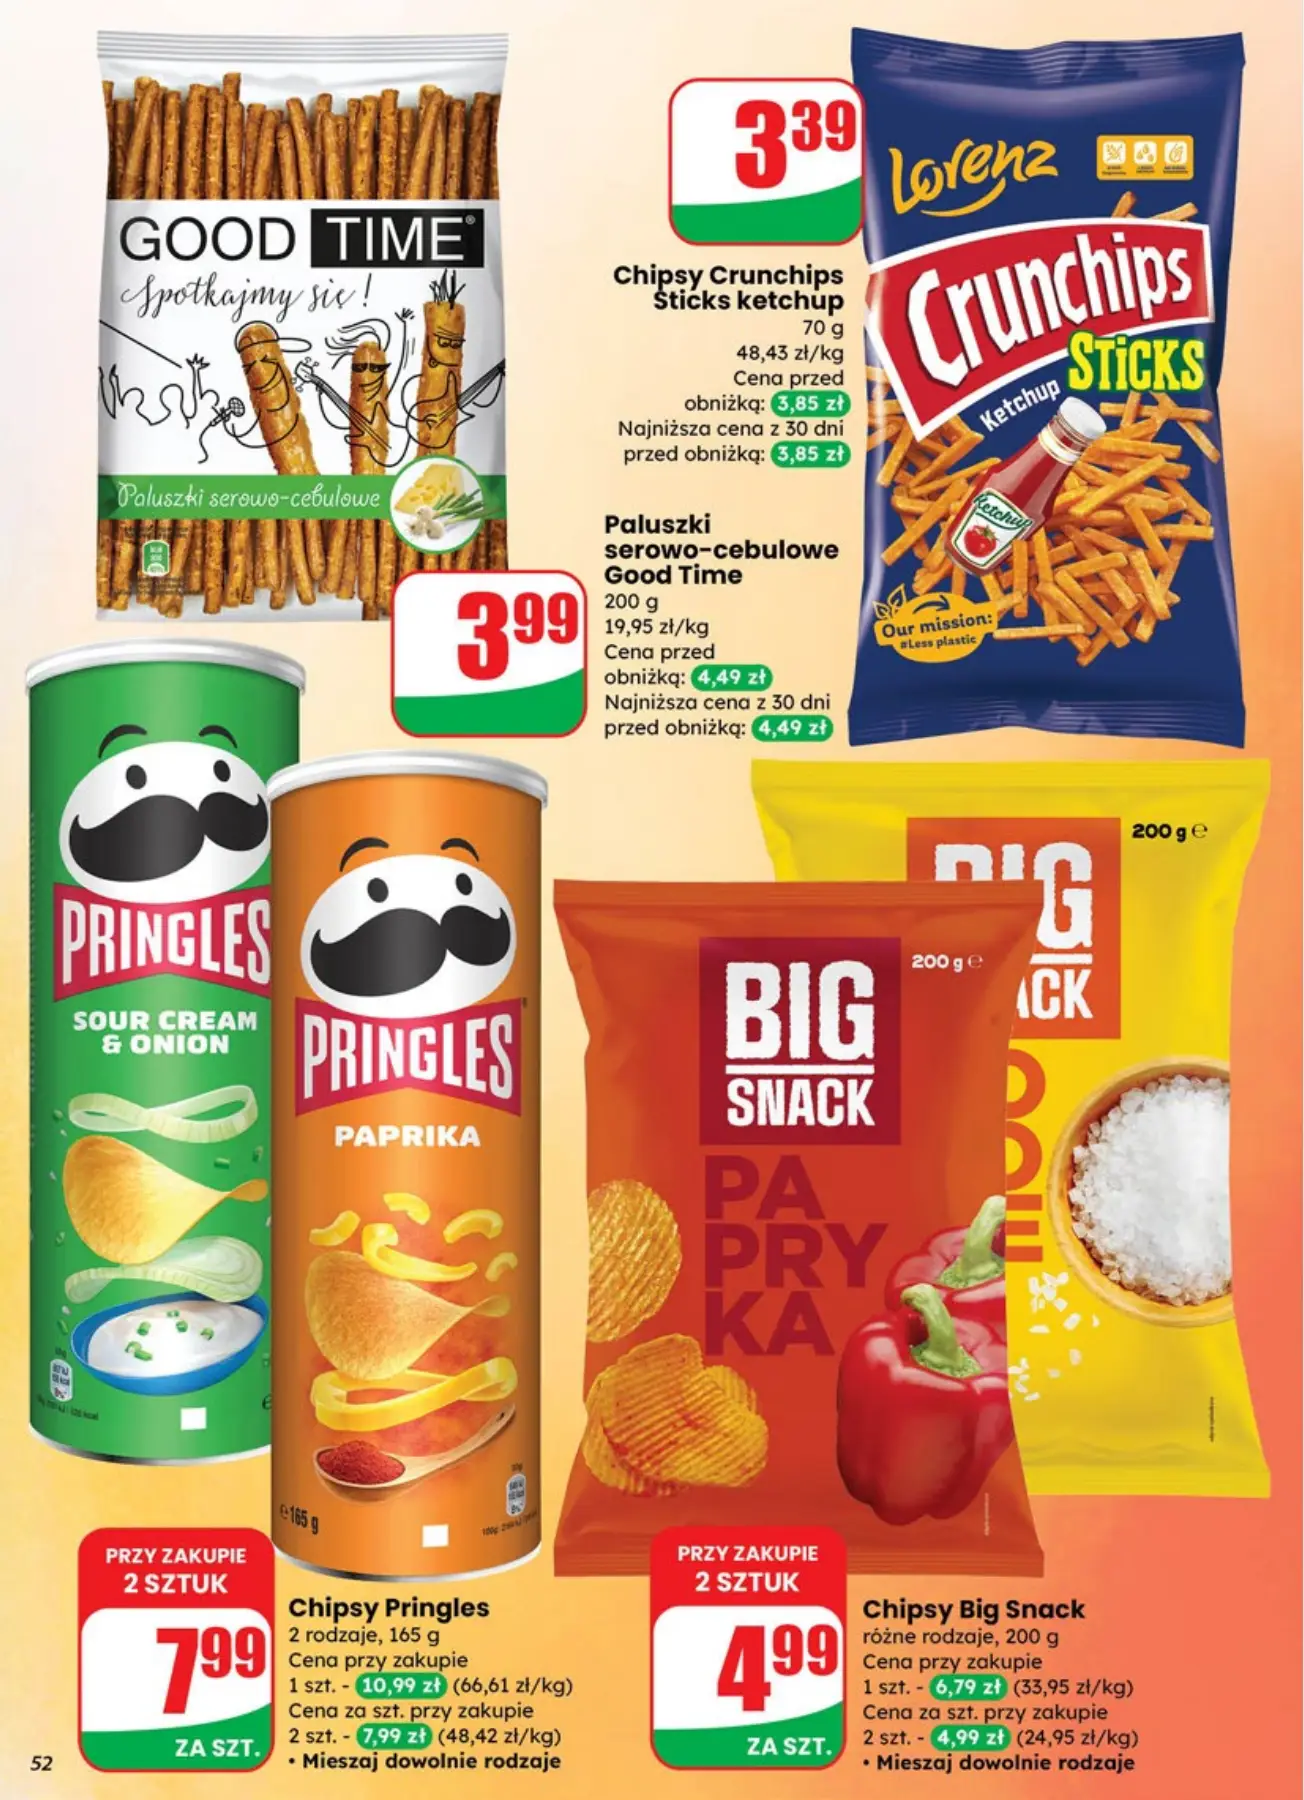 GOOD TIME®
Spotkajmy się!
Paluszki serowo-cebulowe
3 99
3 39
Chipsy Crunchips
Sticks ketchup
70 g
48,43 zł/kg
Cena przed
obniżką: 3,85 zł
Najniższa cena z 30 dni
przed obniżką: 3,85 zł
Lorenz
Crunchips
STiCKS
Ketchup
Ketchup
Our mission:
#Less plastic
Paluszki
serowo-cebulowe
Good Time
200 g
19,95 zł/kg
Cena przed
obniżką: 4,49 zł
Najniższa cena z 30 dni
przed obniżką: 4,49 zł
PRINGLES
SOUR CREAM
& ONION
PRINGLES
PAPRIKA
e165 g
BIG
SNACK
200 g e
PA
PRY
KA
BIG
ACK
200 g e
PRZY ZAKUPIE
2 SZTUK
7 99
ZA SZT.
Chipsy Pringles
2 rodzaje, 165 g
Cena przy zakupie
1 szt. - 10,99 zł (66,61 zł/kg)
Cena za szt. przy zakupie
2 szt. - 7,99 zł (48,42 zł/kg)
• Mieszaj dowolnie rodzaje
PRZY ZAKUPIE
2 SZTUK
4 99
ZA SZT.
Chipsy Big Snack
różne rodzaje, 200 g
Cena przy zakupie
1 szt. - 6,79 zł (33,95 zł/kg)
Cena za szt. przy zakupie
2 szt. - 4,99 zł (24,95 zł/kg)
• Mieszaj dowolnie rodzaje
52